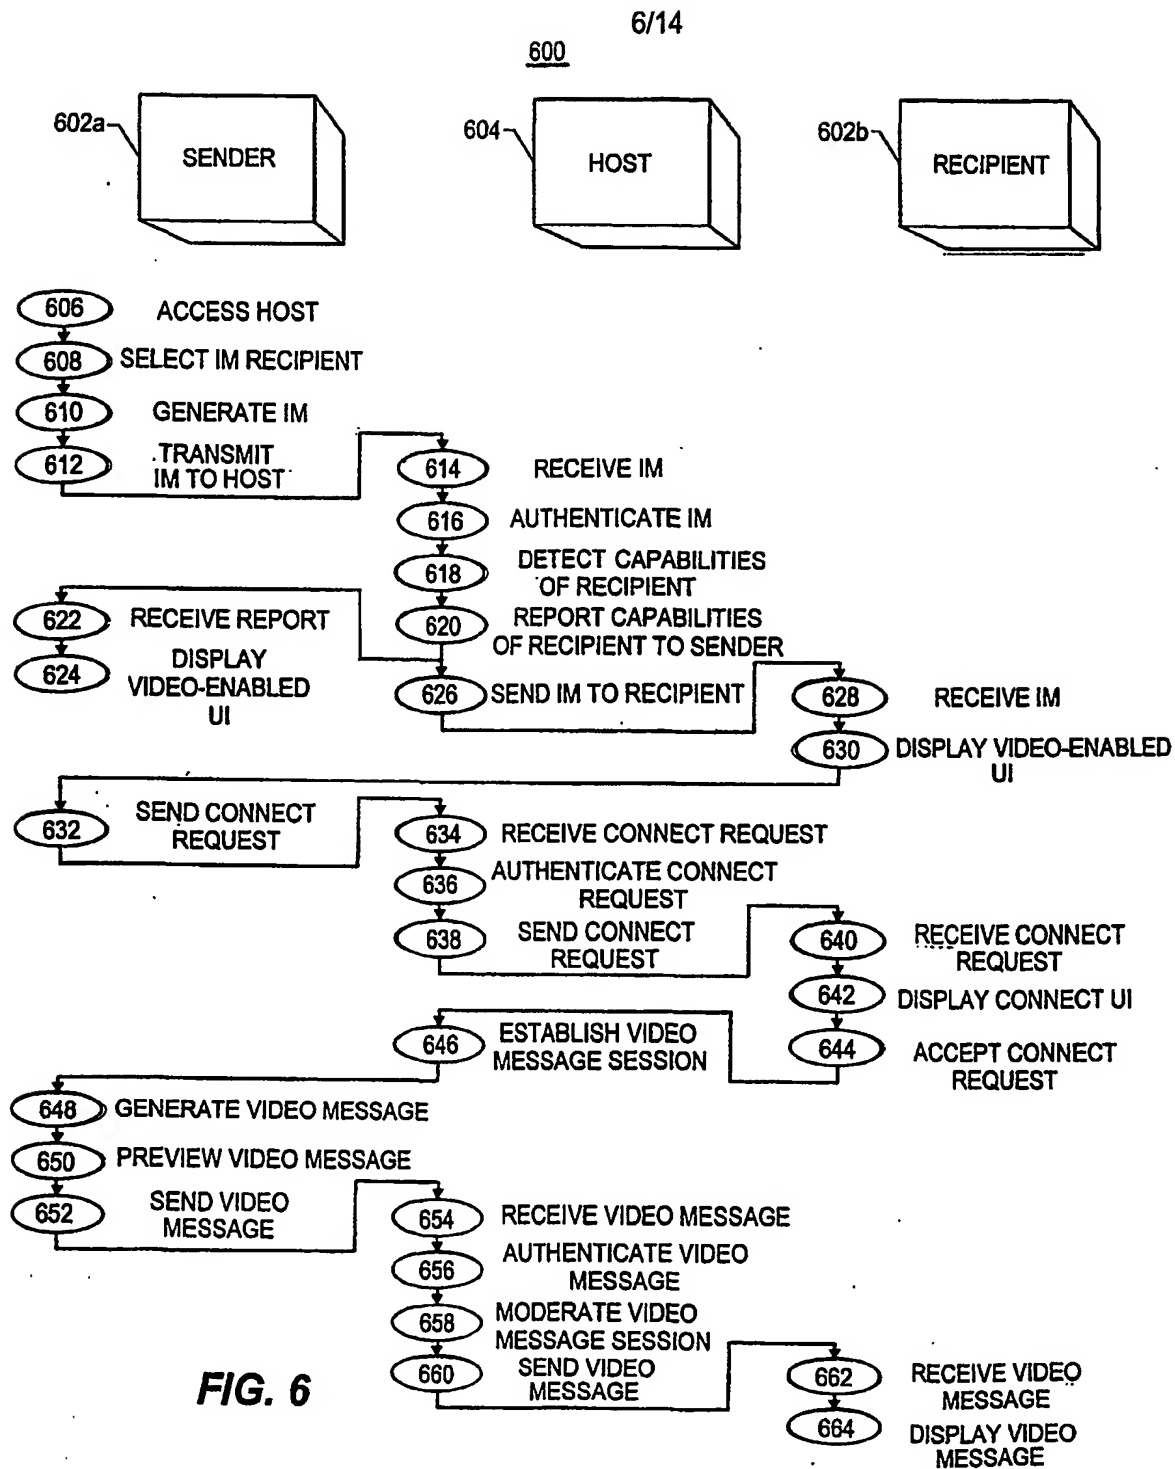 6/14
600
602a
SENDER
604
HOST
602b
RECIPIENT
606 ACCESS HOST
608 SELECT IM RECIPIENT
610 GENERATE IM
612 TRANSMIT
IM TO HOST
614 RECEIVE IM
616 AUTHENTICATE IM
618 DETECT CAPABILITIES
OF RECIPIENT
620 REPORT CAPABILITIES
OF RECIPIENT TO SENDER
622 RECEIVE REPORT
624 DISPLAY
VIDEO-ENABLED
UI
626 SEND IM TO RECIPIENT
628 RECEIVE IM
630 DISPLAY VIDEO-ENABLED
UI
632 SEND CONNECT
REQUEST
634 RECEIVE CONNECT REQUEST
636 AUTHENTICATE CONNECT
REQUEST
638 SEND CONNECT
REQUEST
640 RECEIVE CONNECT
REQUEST
642 DISPLAY CONNECT UI
644 ACCEPT CONNECT
REQUEST
646 ESTABLISH VIDEO
MESSAGE SESSION
648 GENERATE VIDEO MESSAGE
650 PREVIEW VIDEO MESSAGE
652 SEND VIDEO
MESSAGE
654 RECEIVE VIDEO MESSAGE
656 AUTHENTICATE VIDEO
MESSAGE
658 MODERATE VIDEO
MESSAGE SESSION
660 SEND VIDEO
MESSAGE
662 RECEIVE VIDEO
MESSAGE
664 DISPLAY VIDEO
MESSAGE
FIG. 6